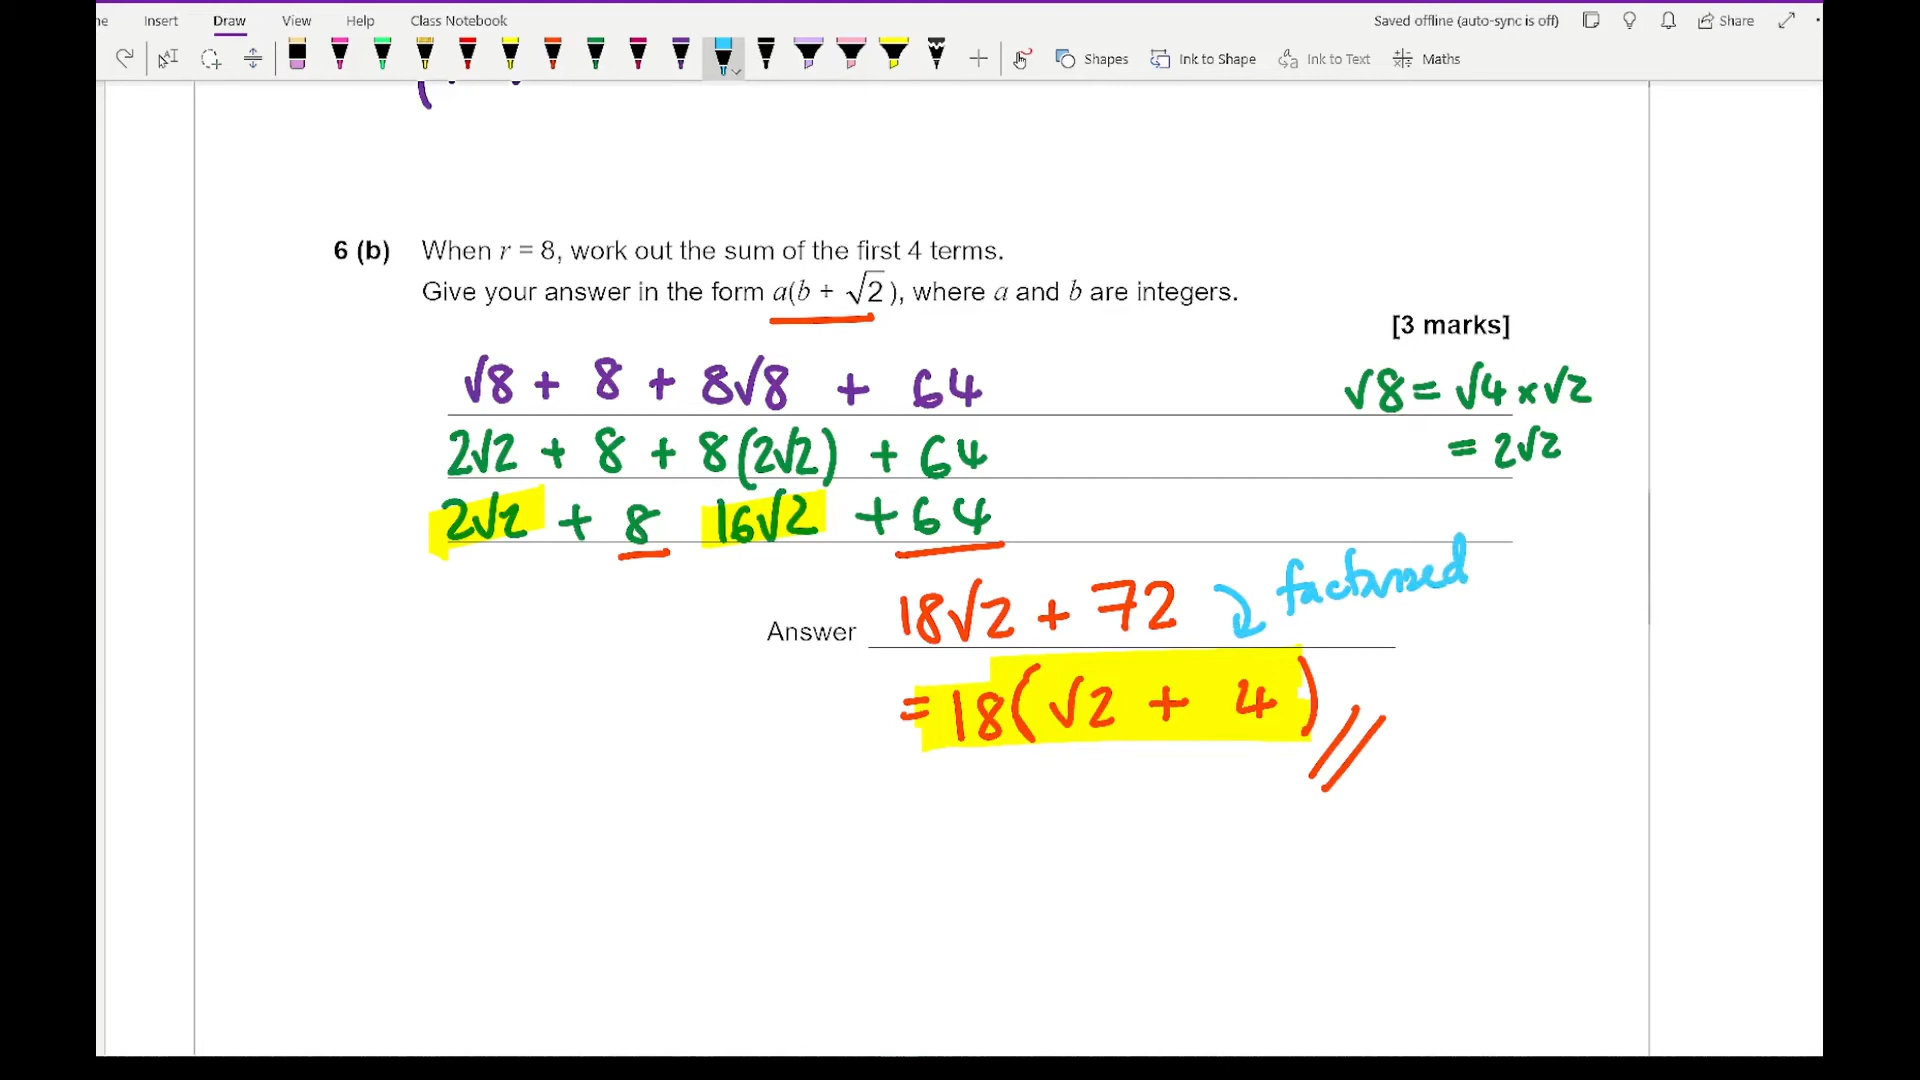 Insert Draw View Help Class Notebook Saved offline (auto-sync is off) Share
Shapes Ink to Shape Ink to Text Maths
6 (b) When r = 8, work out the sum of the first 4 terms.
Give your answer in the form a(b + √2), where a and b are integers.
[3 marks]
√8 + 8 + 8√8 + 64
√8 = √4 × √2
2√2 + 8 + 8(2√2) + 64
= 2√2
2√2 + 8 16√2 + 64
factorised
18√2 + 72
Answer
= 18(√2 + 4)